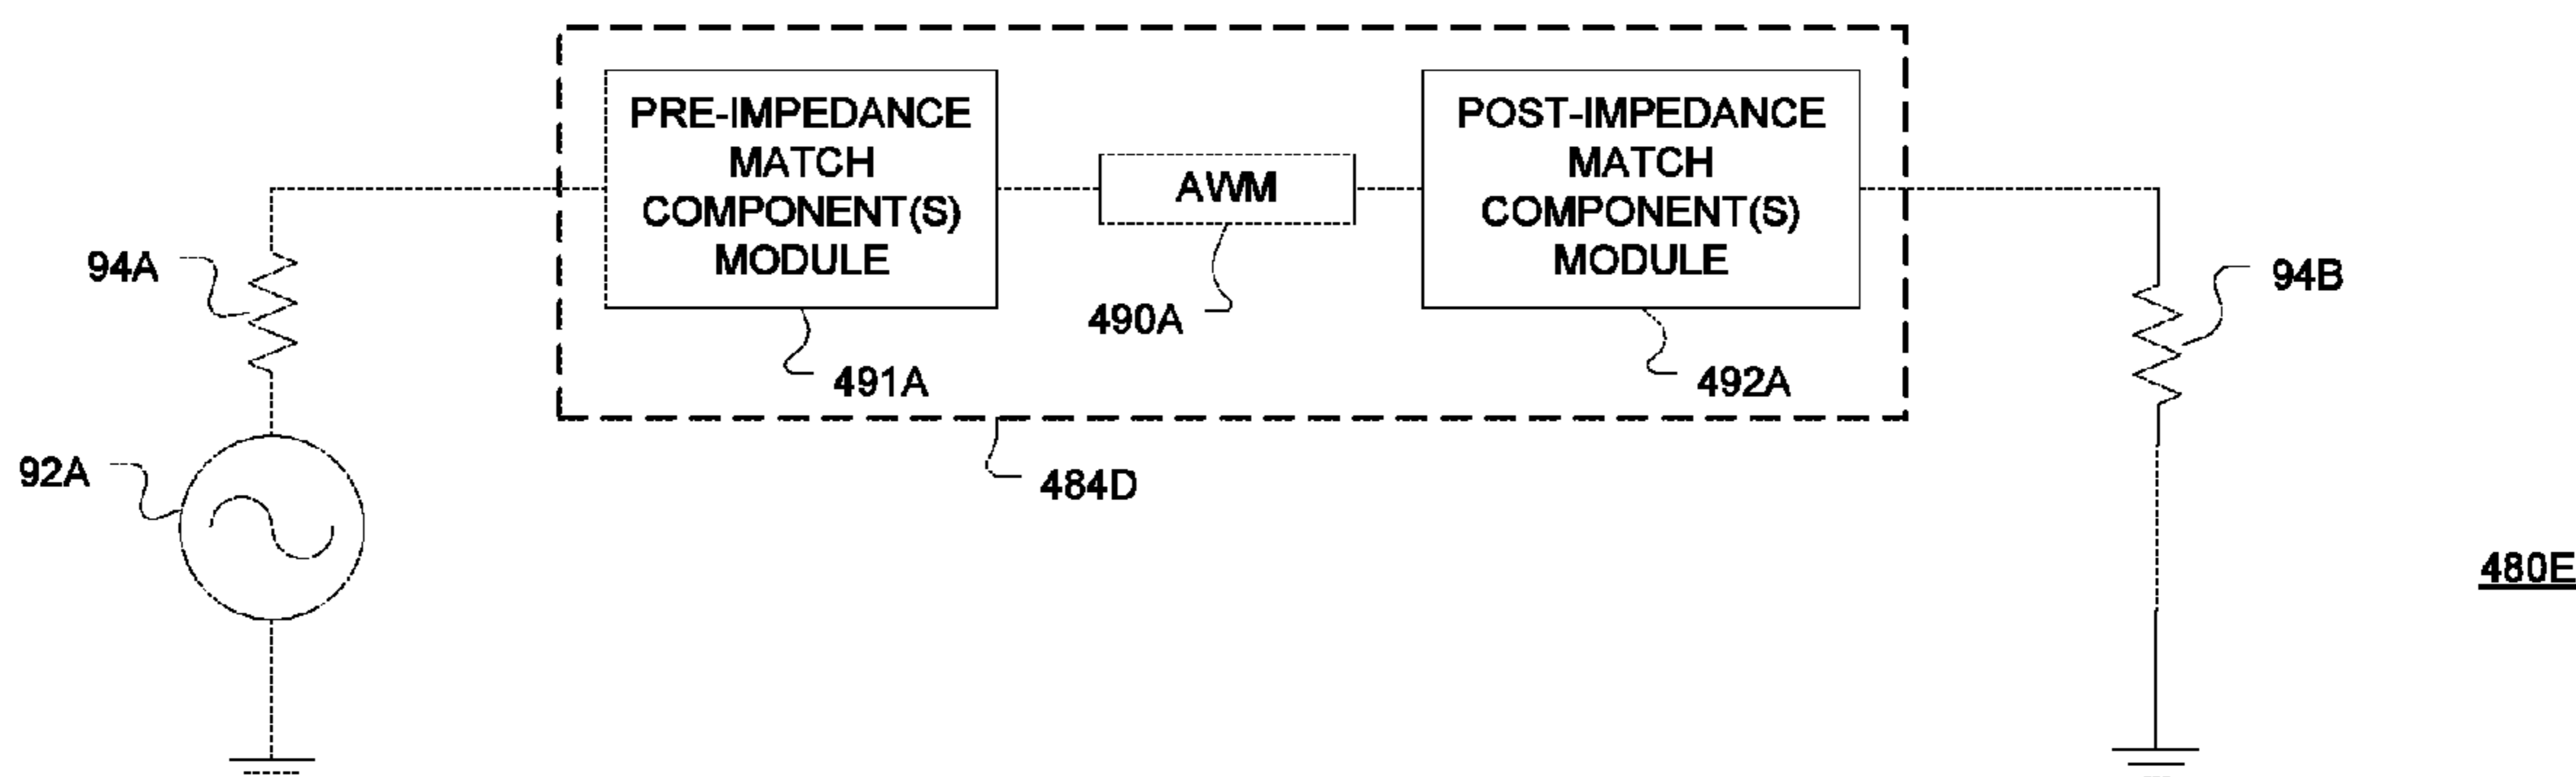 PRE-IMPEDANCE
MATCH
COMPONENT(S)
MODULE
AWM
POST-IMPEDANCE
MATCH
COMPONENT(S)
MODULE
94A
490A
94B
491A
492A
92A
484D
480E